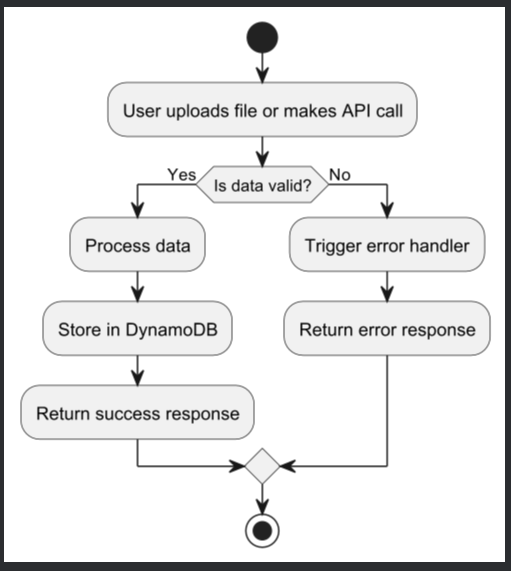 User uploads file or makes API call
Yes
Is data valid?
No
Process data
Trigger error handler
Store in DynamoDB
Return error response
Return success response